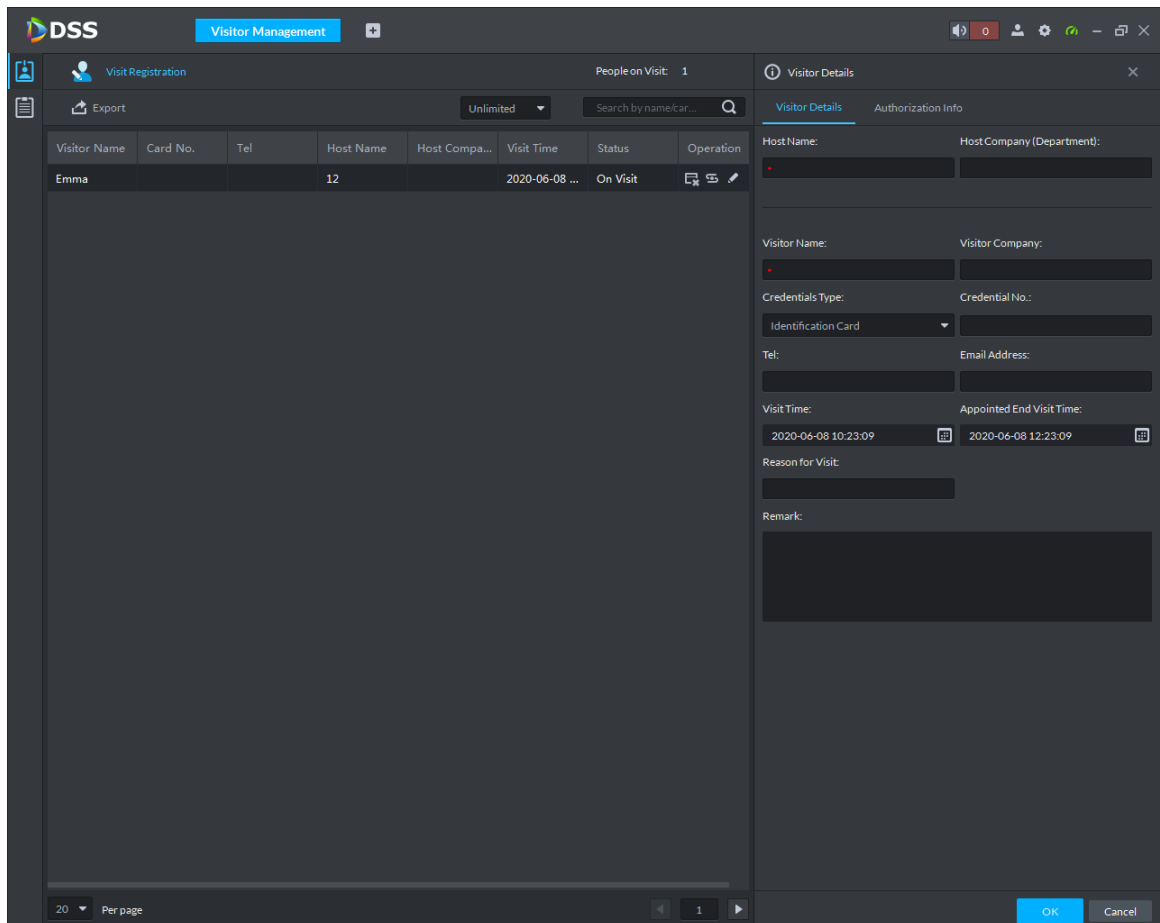 DSS
Visitor Management
0
Visit Registration
People on Visit: 1
Export
Unlimited
Search by name/car...
Visitor Name Card No. Tel Host Name Host Compa... Visit Time Status Operation
Emma 12 2020-06-08 ... On Visit
20 Per page
1
Visitor Details
Visitor Details Authorization Info
Host Name: Host Company (Department):
*
Visitor Name: Visitor Company:
*
Credentials Type: Credential No.:
Identification Card
Tel: Email Address:
Visit Time: Appointed End Visit Time:
2020-06-08 10:23:09 2020-06-08 12:23:09
Reason for Visit:
Remark:
OK Cancel